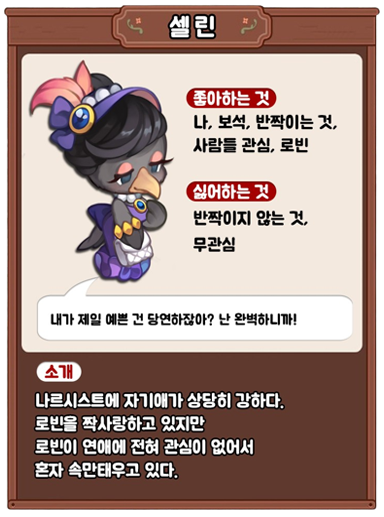 셀린
좋아하는 것
나, 보석, 반짝이는 것,
사람들 관심, 로빈
싫어하는 것
반짝이지 않는 것,
무관심
내가 제일 예쁜 건 당연하잖아? 난 완벽하니까!
소개
나르시스트에 자기애가 상당히 강하다.
로빈을 짝사랑하고 있지만
로빈이 연애에 전혀 관심이 없어서
혼자 속만태우고 있다.